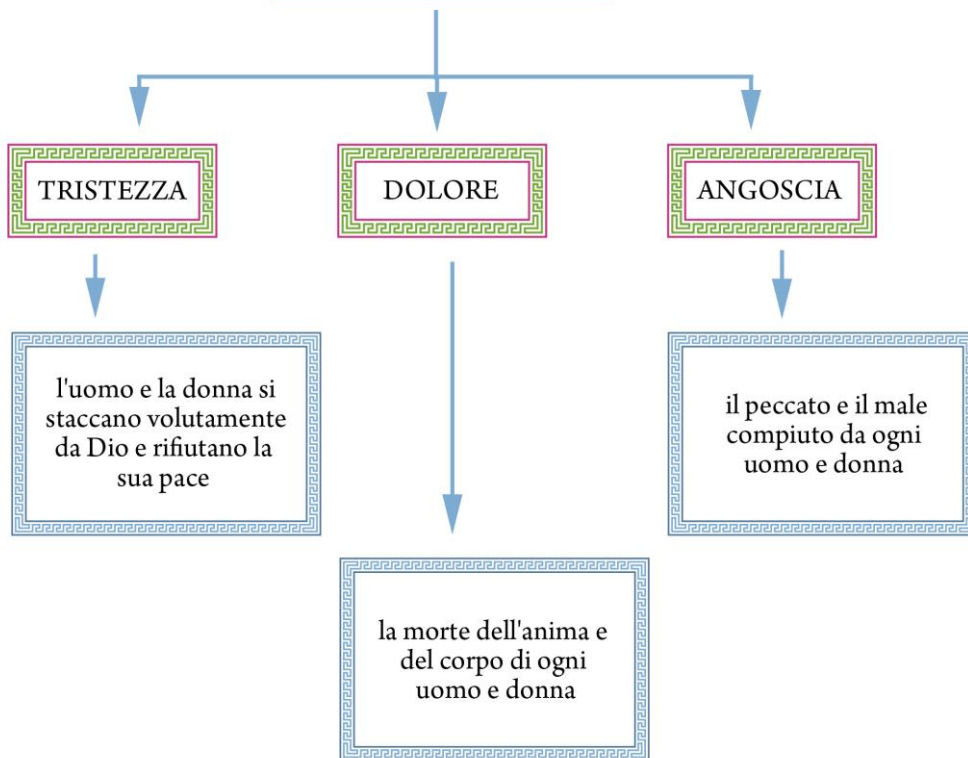 TRISTEZZA
DOLORE
ANGOSCIA
l'uomo e la donna si
staccano volutamente
da Dio e rifiutano la
sua pace
il peccato e il male
compiuto da ogni
uomo e donna
la morte dell'anima e
del corpo di ogni
uomo e donna